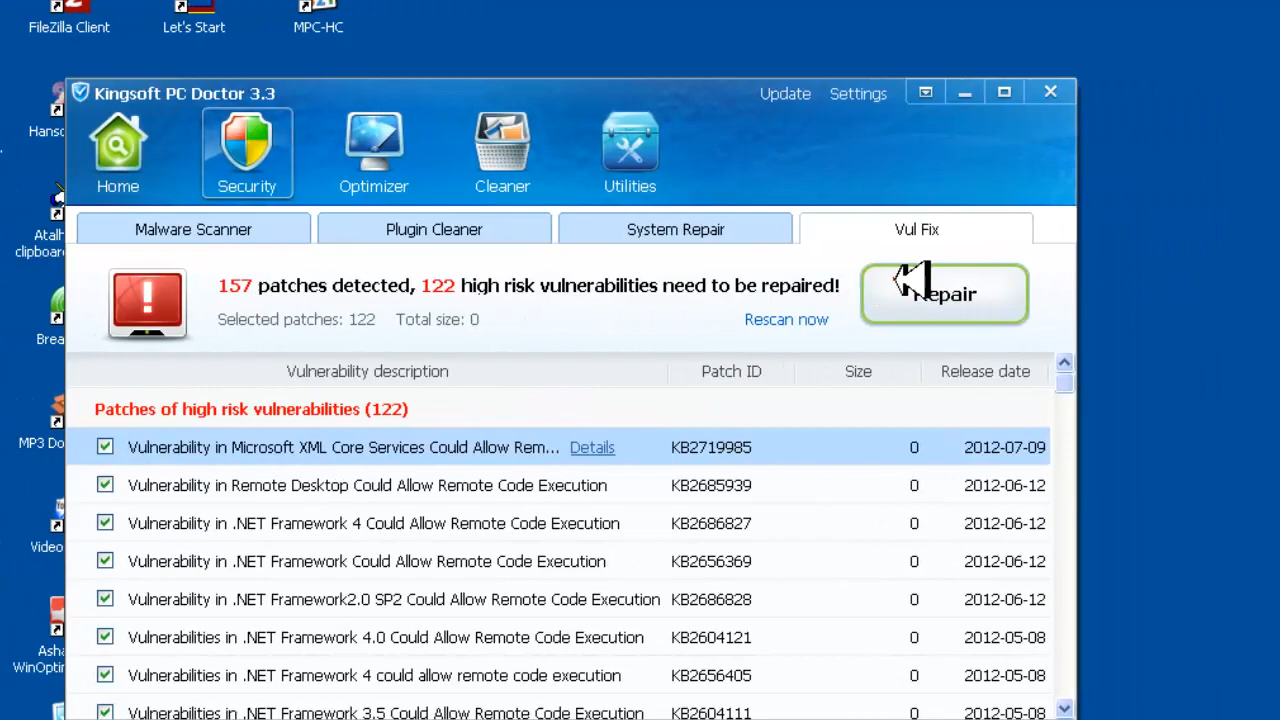 FileZilla Client
Let's Start
MPC-HC
Kingsoft PC Doctor 3.3
Update
Settings
Hanso
Home
Security
Optimizer
Cleaner
Utilities
Malware Scanner
Plugin Cleaner
System Repair
Vul Fix
Atalh
clipboar
157 patches detected, 122 high risk vulnerabilities need to be repaired!
Repair
Selected patches: 122
Total size: 0
Rescan now
Brea
Vulnerability description
Patch ID
Size
Release date
Patches of high risk vulnerabilities (122)
MP3 Do
Vulnerability in Microsoft XML Core Services Could Allow Rem... Details KB2719985 0 2012-07-09
Vulnerability in Remote Desktop Could Allow Remote Code Execution KB2685939 0 2012-06-12
Vulnerability in .NET Framework 4 Could Allow Remote Code Execution KB2686827 0 2012-06-12
Video
Vulnerability in .NET Framework Could Allow Remote Code Execution KB2656369 0 2012-06-12
Vulnerability in .NET Framework2.0 SP2 Could Allow Remote Code Execution KB2686828 0 2012-06-12
Vulnerabilities in .NET Framework 4.0 Could Allow Remote Code Execution KB2604121 0 2012-05-08
Asha
WinOptim
Vulnerability in .NET Framework 4 could allow remote code execution KB2656405 0 2012-05-08
Vulnerabilities in .NET Framework 3.5 Could Allow Remote Code Execution KB2604111 0 2012-05-08